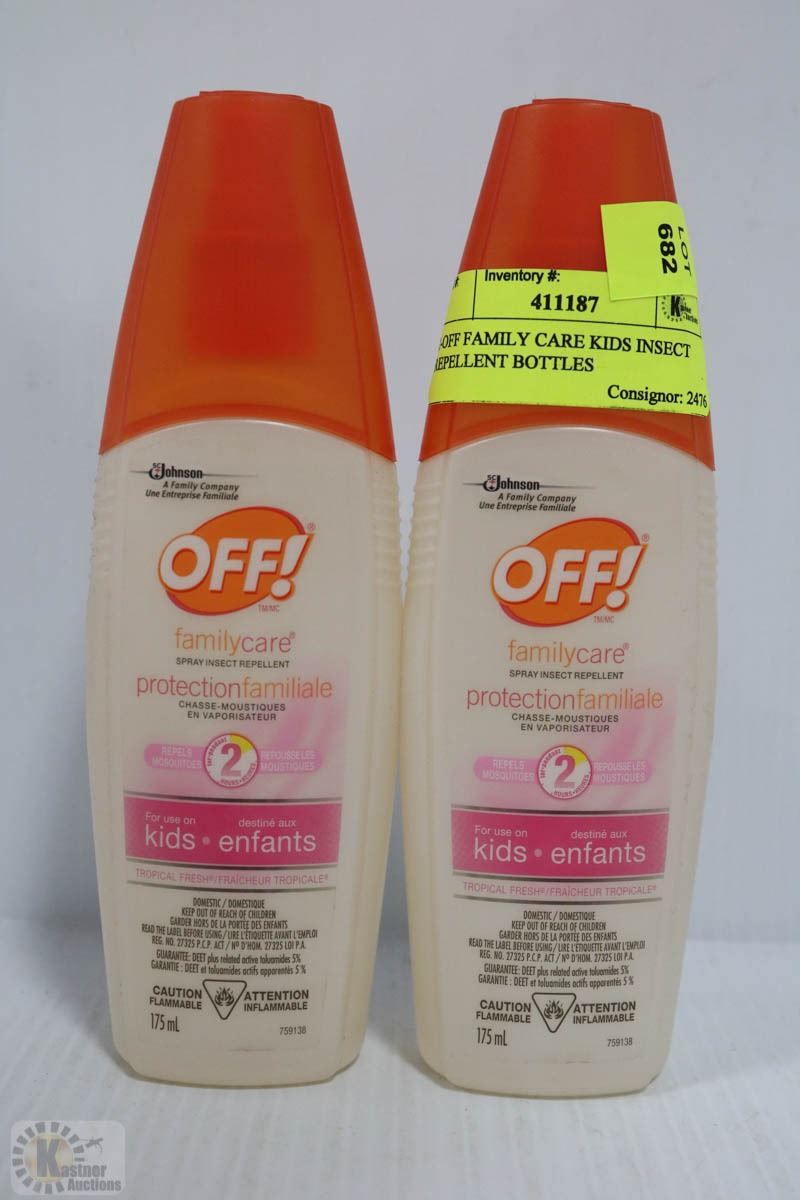 SC Johnson
A Family Company
Une Entreprise Familiale
OFF!®
TM/MC
familycare®
SPRAY INSECT REPELLENT
protectionfamiliale
CHASSE-MOUSTIQUES
EN VAPORISATEUR
REPELS
MOSQUITOES
2
HOURS•HEURES
REPOUSSE LES
MOUSTIQUES
For use on
kids •
destiné aux
enfants
TROPICAL FRESH®/FRAÎCHEUR TROPICALE®
DOMESTIC / DOMESTIQUE
KEEP OUT OF REACH OF CHILDREN
GARDER HORS DE LA PORTÉE DES ENFANTS
READ THE LABEL BEFORE USING/LIRE L'ÉTIQUETTE AVANT L'EMPLOI
REG. NO. 27325 P.C.P. ACT / Nº D'HOM. 27325 LOI P.A.
GUARANTEE: DEET plus related active toluamides 5%
GARANTIE : DEET et toluamides actifs apparentés 5 %
CAUTION
FLAMMABLE
ATTENTION
INFLAMMABLE
175 mL
759138
LOT
682
Inventory #:
411187
-OFF FAMILY CARE KIDS INSECT
REPELLENT BOTTLES
Consignor: 2476
SC Johnson
A Family Company
Une Entreprise Familiale
OFF!®
TM/MC
familycare®
SPRAY INSECT REPELLENT
protectionfamiliale
CHASSE-MOUSTIQUES
EN VAPORISATEUR
REPELS
MOSQUITOES
2
HOURS•HEURES
REPOUSSE LES
MOUSTIQUES
For use on
kids •
destiné aux
enfants
TROPICAL FRESH®/FRAÎCHEUR TROPICALE®
DOMESTIC / DOMESTIQUE
KEEP OUT OF REACH OF CHILDREN
GARDER HORS DE LA PORTÉE DES ENFANTS
READ THE LABEL BEFORE USING/LIRE L'ÉTIQUETTE AVANT L'EMPLOI
REG. NO. 27325 P.C.P. ACT / Nº D'HOM. 27325 LOI P.A.
GUARANTEE: DEET plus related active toluamides 5%
GARANTIE : DEET et toluamides actifs apparentés 5 %
CAUTION
FLAMMABLE
ATTENTION
INFLAMMABLE
175 mL
759138
Kastner
Auctions